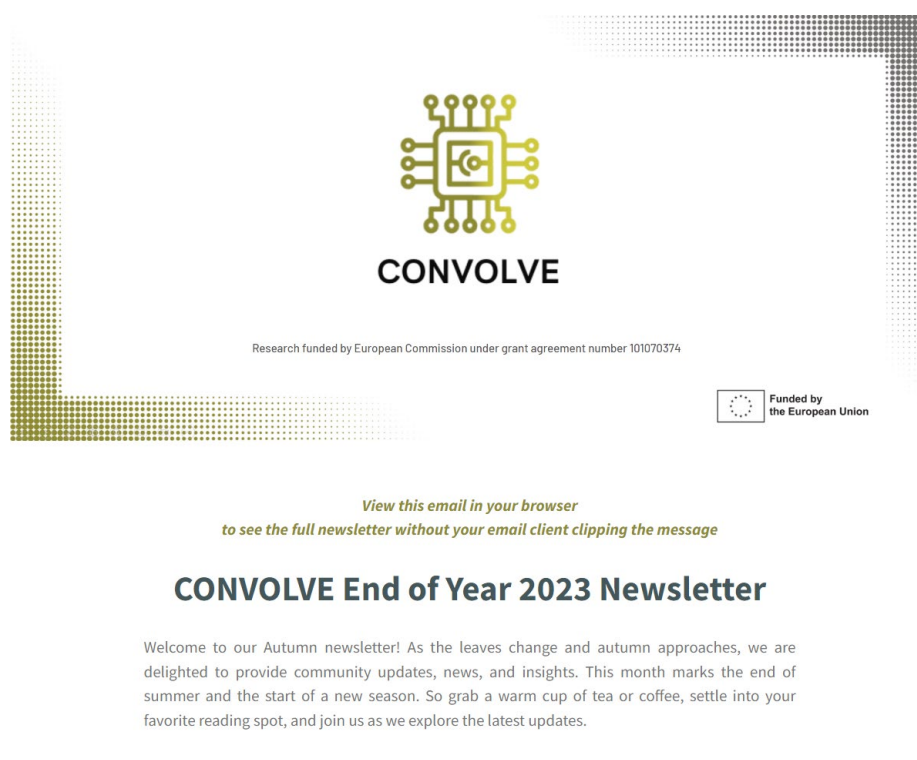 CONVOLVE
Research funded by European Commission under grant agreement number 101070374
Funded by
the European Union
View this email in your browser
to see the full newsletter without your email client clipping the message
CONVOLVE End of Year 2023 Newsletter
Welcome to our Autumn newsletter! As the leaves change and autumn approaches, we are
delighted to provide community updates, news, and insights. This month marks the end of
summer and the start of a new season. So grab a warm cup of tea or coffee, settle into your
favorite reading spot, and join us as we explore the latest updates.